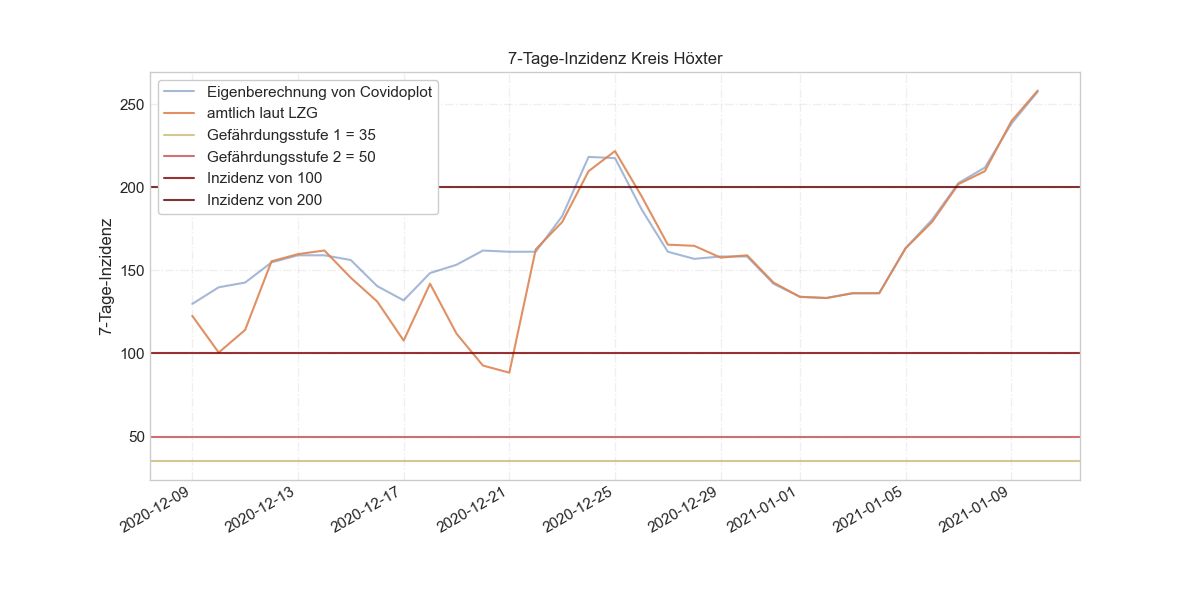 7-Tage-Inzidenz Kreis Höxter
Eigenberechnung von Covidoplot
amtlich laut LZG
Gefährdungsstufe 1 = 35
Gefährdungsstufe 2 = 50
Inzidenz von 100
Inzidenz von 200
7-Tage-Inzidenz
250
200
150
100
50
2020-12-09
2020-12-13
2020-12-17
2020-12-21
2020-12-25
2020-12-29
2021-01-01
2021-01-05
2021-01-09